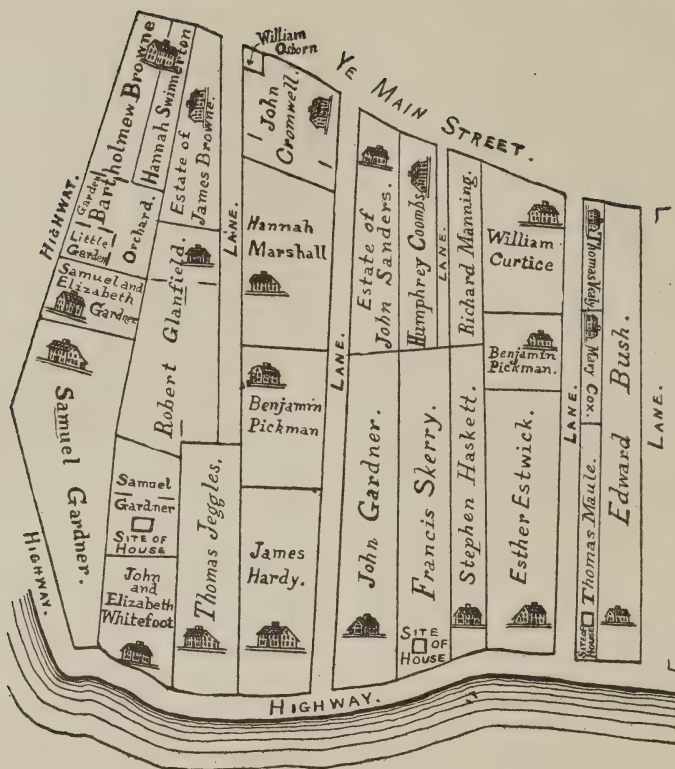 William
Osborn
YE MAIN STREET.
HIGHWAY.
Bartholmew Browne
Hannah Swinnerton
Estate of
James Browne.
John
Cromwell.
Garden
Little
Garden
Orchard.
LANE.
Hannah
Marshall
Estate of
John Sanders.
Humphrey Coombs
LANE.
Richard Manning.
William
Curtice
Thomas Vealy
Samuel and
Elizabeth
Gardner
Robert Glanfield.
LANE.
Benjamin
Pickman.
LANE.
Mary Cox.
Edward Bush.
LANE.
Samuel Gardner.
Benjamin
Pickman
Samuel
Gardner
SITE OF
HOUSE
Thomas Jeggles.
James
Hardy.
John Gardner.
Francis Skerry.
Stephen Haskett.
Esther Estwick.
Thomas Maule.
John
and
Elizabeth
Whitefoot
SITE
OF
HOUSE
SITE OF
HOUSE
HIGHWAY.
HIGHWAY.